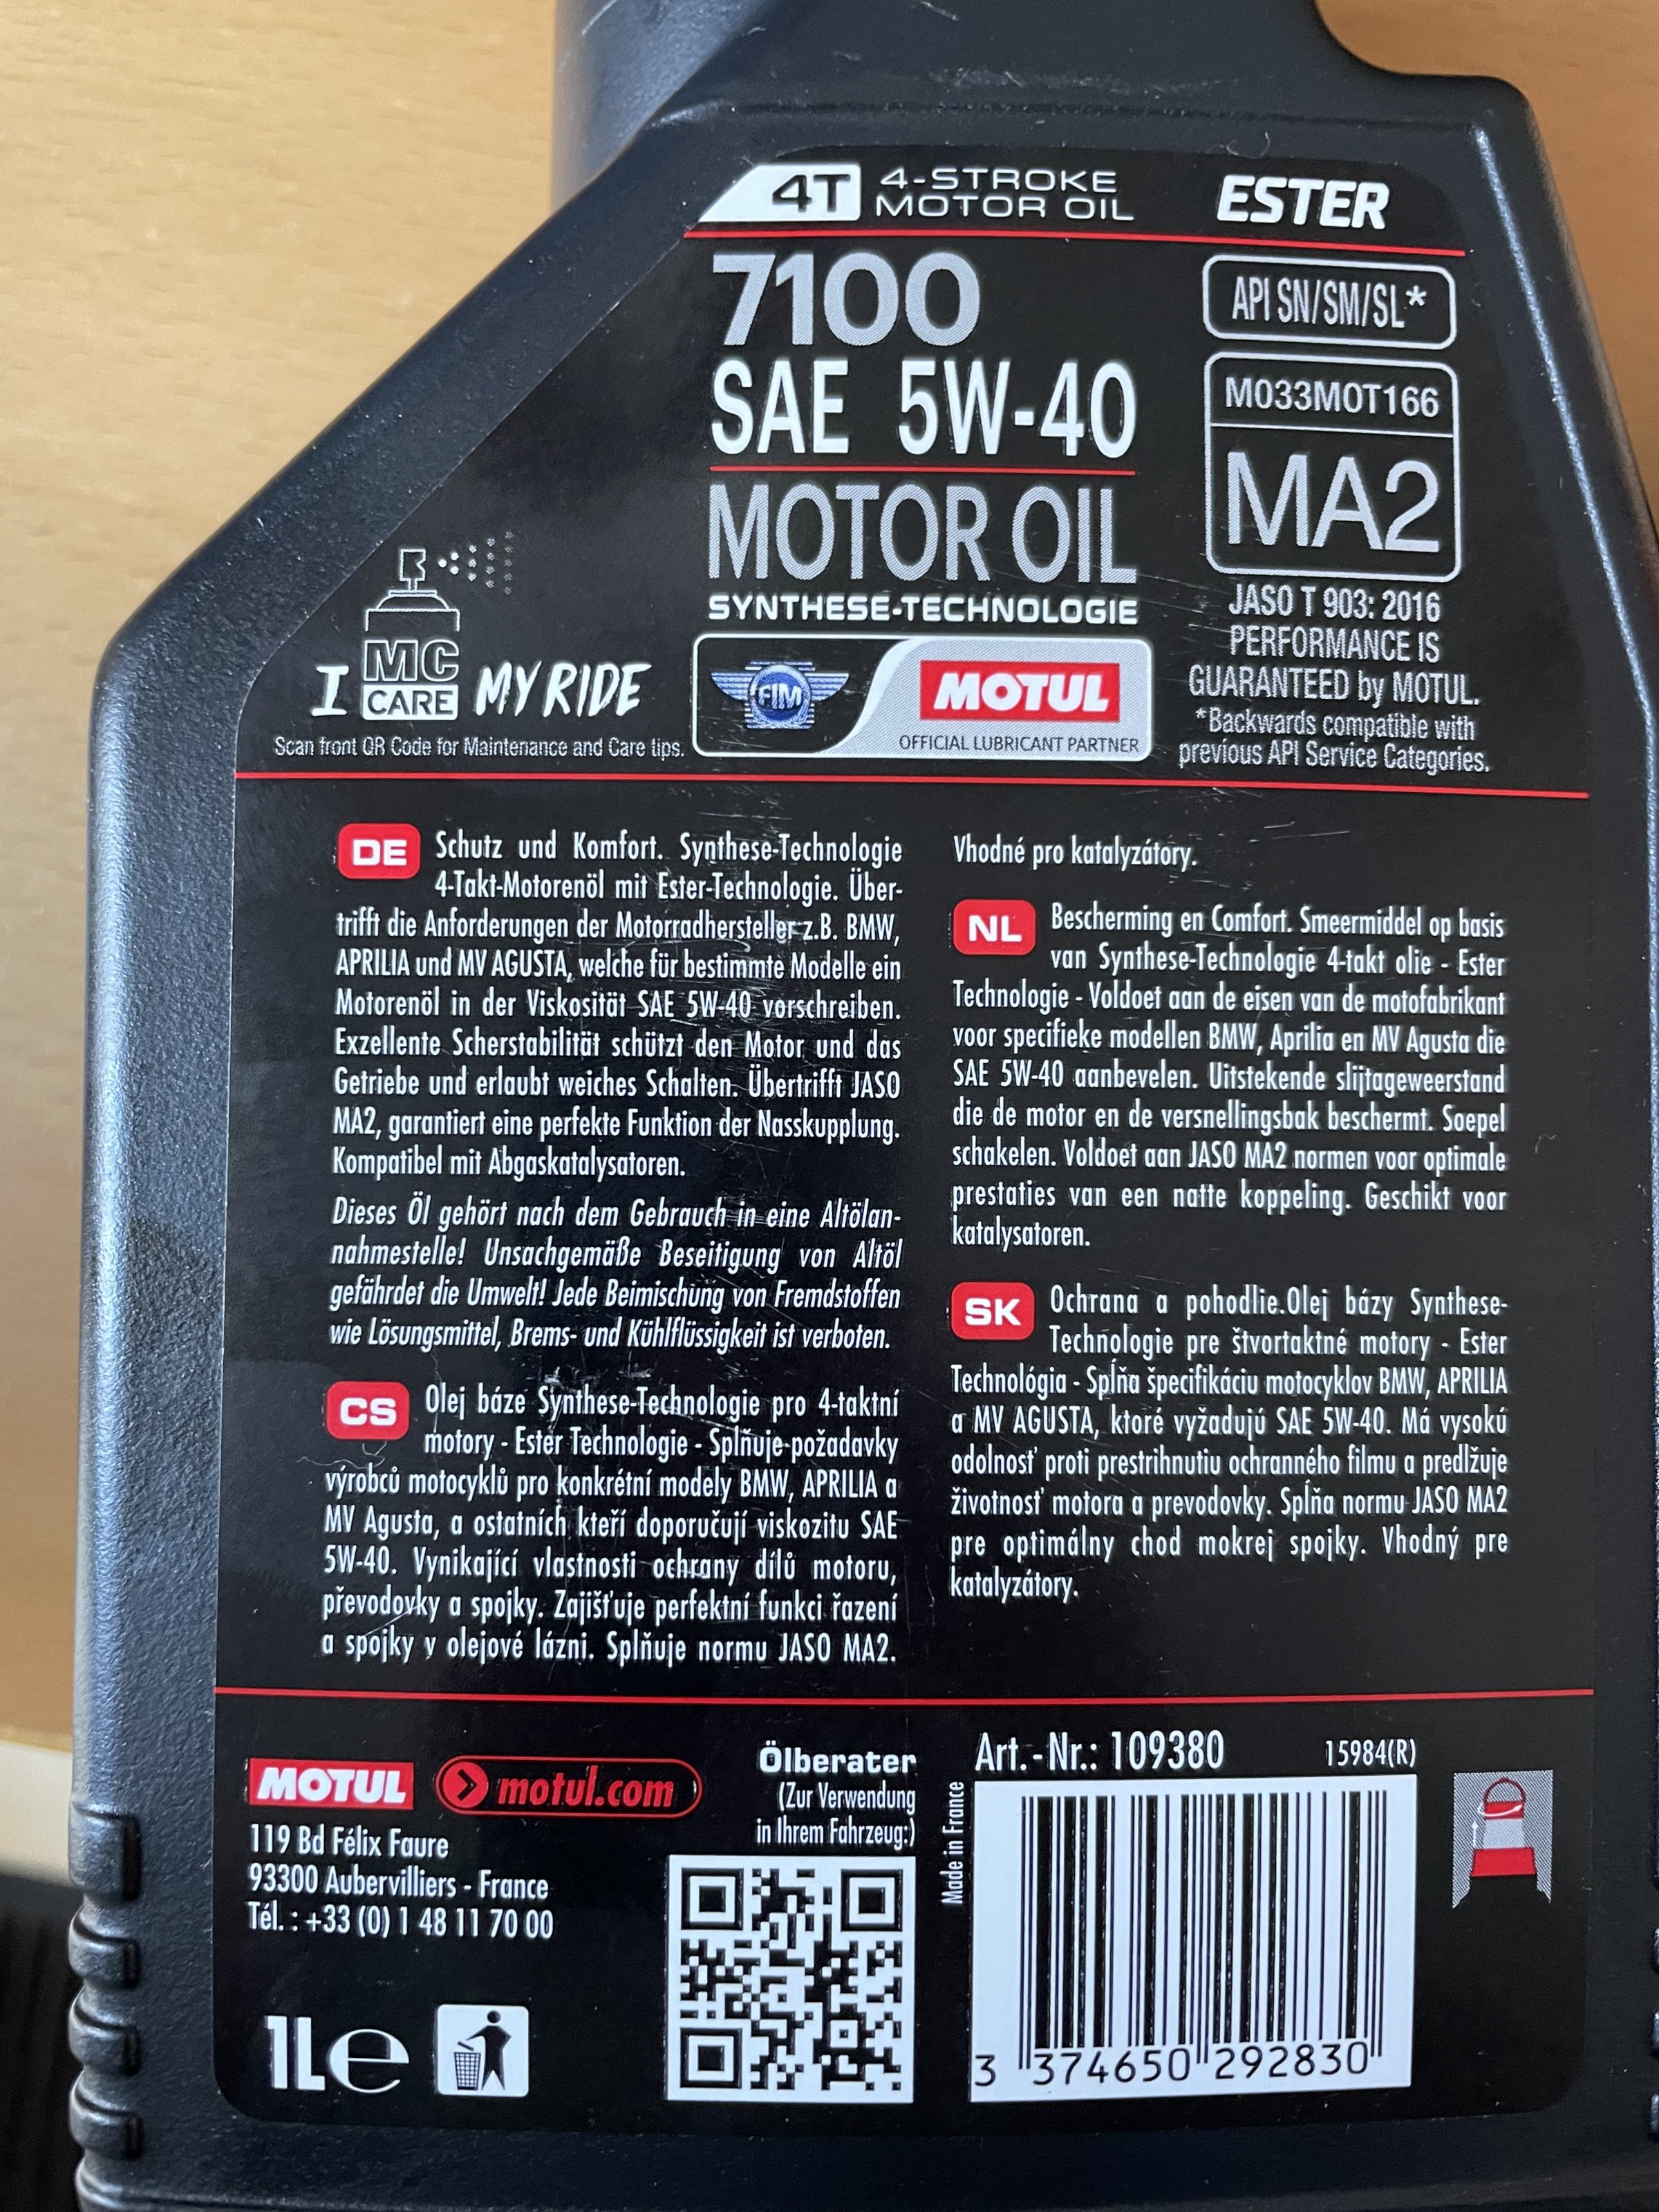 4T 4-STROKE
MOTOR OIL
ESTER
7100
SAE 5W-40
MOTOR OIL
SYNTHESE-TECHNOLOGIE
API SN/SM/SL*
M033MOT166
MA2
JASO T 903: 2016
PERFORMANCE IS
GUARANTEED by MOTUL.
*Backwards compatible with
previous API Service Categories.
I MC CARE MY RIDE
Scan front QR Code for Maintenance and Care tips.
FIM
MOTUL
OFFICIAL LUBRICANT PARTNER
DE Schutz und Komfort. Synthese-Technologie
4-Takt-Motorenöl mit Ester-Technologie. Über-
trifft die Anforderungen der Motorradhersteller z.B. BMW,
APRILIA und MV AGUSTA, welche für bestimmte Modelle ein
Motorenöl in der Viskosität SAE 5W-40 vorschreiben.
Exzellente Scherstabilität schützt den Motor und das
Getriebe und erlaubt weiches Schalten. Übertrifft JASO
MA2, garantiert eine perfekte Funktion der Nasskupplung.
Kompatibel mit Abgaskatalysatoren.
Dieses Öl gehört nach dem Gebrauch in eine Altölan-
nahmestelle! Unsachgemäße Beseitigung von Altöl
gefährdet die Umwelt! Jede Beimischung von Fremdstoffen
wie Lösungsmittel, Brems- und Kühlflüssigkeit ist verboten.
CS Olej báze Synthese-Technologie pro 4-taktní
motory - Ester Technologie - Splňuje požadavky
výrobců motocyklů pro konkrétní modely BMW, APRILIA a
MV Agusta, a ostatních kteří doporučují viskozitu SAE
5W-40. Vynikající vlastnosti ochrany dílů motoru,
převodovky a spojky. Zajišťuje perfektní funkci řazení
a spojky v olejové lázni. Splňuje normu JASO MA2.
Vhodné pro katalyzátory.
NL Bescherming en Comfort. Smeermiddel op basis
van Synthese-Technologie 4-takt olie - Ester
Technologie - Voldoet aan de eisen van de motofabrikant
voor specifieke modellen BMW, Aprilia en MV Agusta die
SAE 5W-40 aanbevelen. Uitstekende slijtageweerstand
die de motor en de versnellingsbak beschermt. Soepel
schakelen. Voldoet aan JASO MA2 normen voor optimale
prestaties van een natte koppeling. Geschikt voor
katalysatoren.
SK Ochrana a pohodlie.Olej bázy Synthese-
Technologie pre štvortaktné motory - Ester
Technológia - Spĺňa špecifikáciu motocyklov BMW, APRILIA
a MV AGUSTA, ktoré vyžadujú SAE 5W-40. Má vysokú
odolnosť proti prestrihnutiu ochranného filmu a predlžuje
životnosť motora a prevodovky. Spĺňa normu JASO MA2
pre optimálny chod mokrej spojky. Vhodný pre
katalyzátory.
MOTUL motul.com
119 Bd Félix Faure
93300 Aubervilliers - France
Tél. : +33 (0) 1 48 11 70 00
1L e
Ölberater
(Zur Verwendung
in Ihrem Fahrzeug:)
Art.-Nr.: 109380 15984(R)
Made in France
3 374650 292830